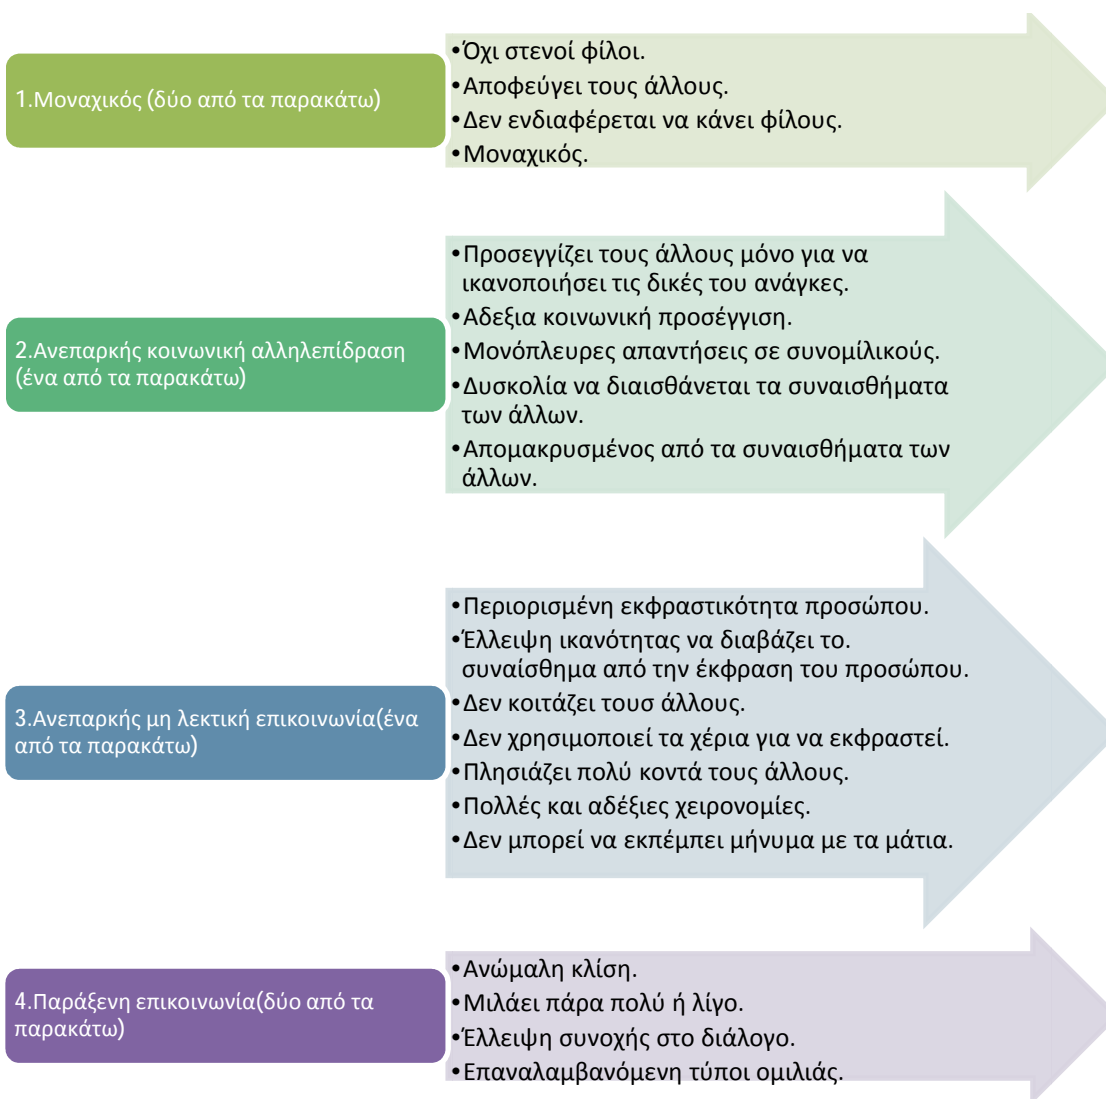 1.Μοναχικός (δύο από τα παρακάτω)
•Όχι στενοί φίλοι.
•Αποφεύγει τους άλλους.
•Δεν ενδιαφέρεται να κάνει φίλους.
•Μοναχικός.
2.Ανεπαρκής κοινωνική αλληλεπίδραση
(ένα από τα παρακάτω)
•Προσεγγίζει τους άλλους μόνο για να
ικανοποιήσει τις δικές του ανάγκες.
•Αδεξια κοινωνική προσέγγιση.
•Μονόπλευρες απαντήσεις σε συνομίλικούς.
•Δυσκολία να διαισθάνεται τα συναισθήματα
των άλλων.
•Απομακρυσμένος από τα συναισθήματα των
άλλων.
3.Ανεπαρκής μη λεκτική επικοινωνία(ένα
από τα παρακάτω)
•Περιορισμένη εκφραστικότητα προσώπου.
•Έλλειψη ικανότητας να διαβάζει το.
συναίσθημα από την έκφραση του προσώπου.
•Δεν κοιτάζει τουσ άλλους.
•Δεν χρησιμοποιεί τα χέρια για να εκφραστεί.
•Πλησιάζει πολύ κοντά τους άλλους.
•Πολλές και αδέξιες χειρονομίες.
•Δεν μπορεί να εκπέμπει μήνυμα με τα μάτια.
4.Παράξενη επικοινωνία(δύο από τα
παρακάτω)
•Ανώμαλη κλίση.
•Μιλάει πάρα πολύ ή λίγο.
•Έλλειψη συνοχής στο διάλογο.
•Επαναλαμβανόμενη τύποι ομιλιάς.